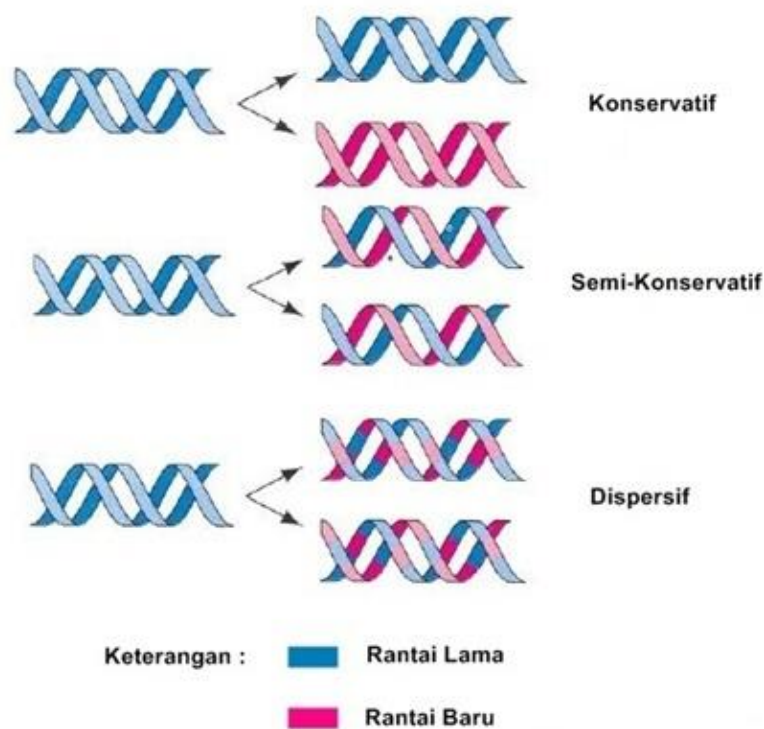 Konservatif
Semi-Konservatif
Dispersif
Keterangan :
Rantai Lama
Rantai Baru